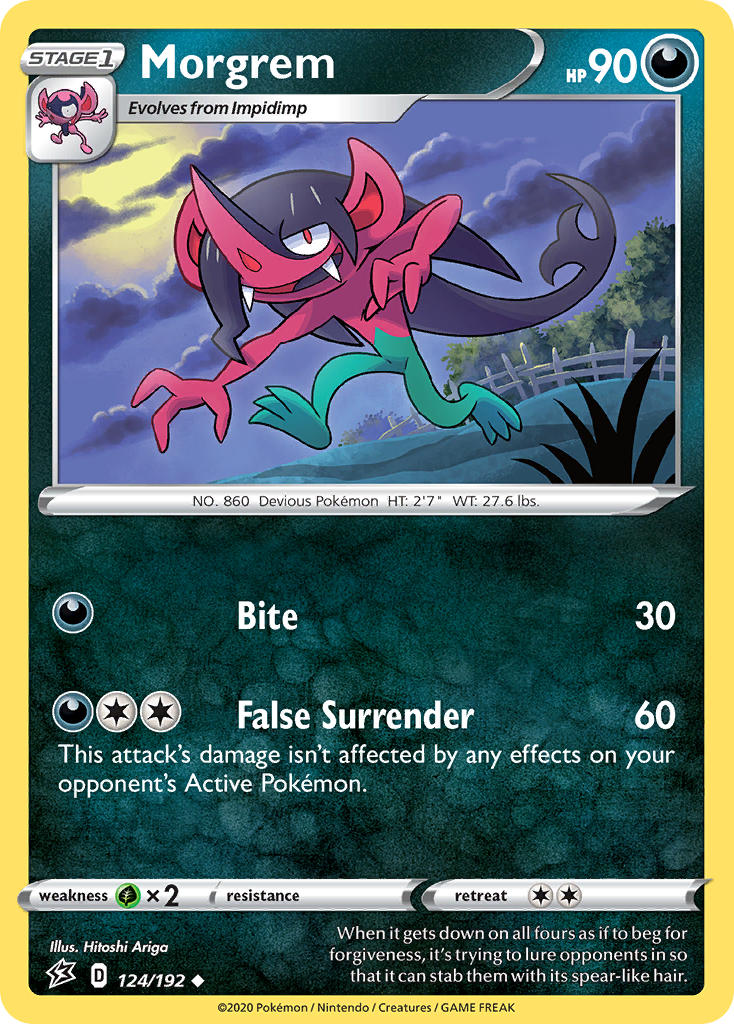 STAGE1
Morgrem
HP 90
Evolves from Impidimp
NO. 860 Devious Pokémon HT: 2'7" WT: 27.6 lbs.
Bite 30
False Surrender 60
This attack's damage isn't affected by any effects on your
opponent's Active Pokémon.
weakness ×2 resistance retreat
Illus. Hitoshi Ariga
When it gets down on all fours as if to beg for
forgiveness, it's trying to lure opponents in so
that it can stab them with its spear-like hair.
D 124/192
©2020 Pokémon / Nintendo / Creatures / GAME FREAK